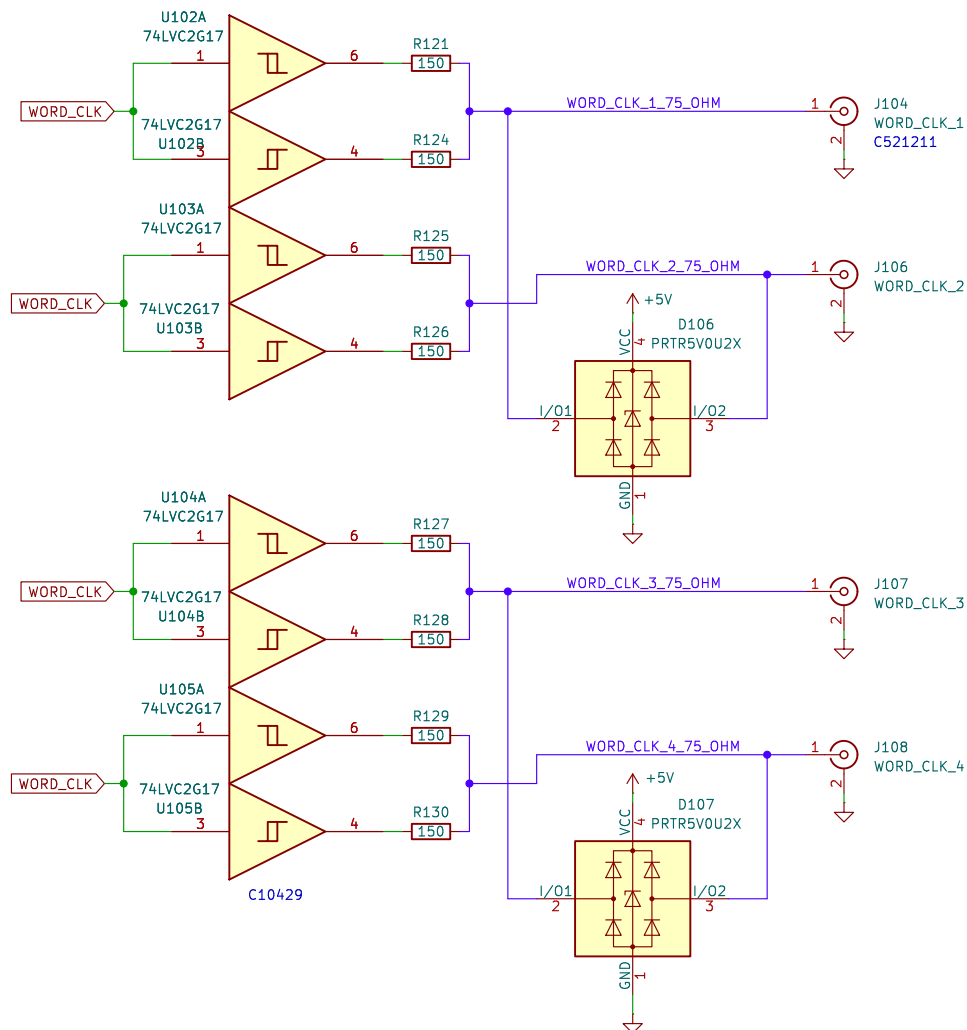 U102A
74LVC2G17
1
6
R121
150
WORD_CLK
WORD_CLK_1_75_OHM
1
J104
WORD_CLK_1
C521211
2
74LVC2G17
U102B
3
4
R124
150
U103A
74LVC2G17
1
6
R125
150
WORD_CLK_2_75_OHM
1
J106
WORD_CLK_2
2
WORD_CLK
74LVC2G17
U103B
3
4
R126
150
+5V
D106
PRTR5V0U2X
VCC
4
I/O1
2
I/O2
3
GND
1
U104A
74LVC2G17
1
6
R127
150
WORD_CLK
WORD_CLK_3_75_OHM
1
J107
WORD_CLK_3
2
74LVC2G17
U104B
3
4
R128
150
U105A
74LVC2G17
1
6
R129
150
WORD_CLK_4_75_OHM
1
J108
WORD_CLK_4
2
WORD_CLK
74LVC2G17
U105B
3
4
R130
150
C10429
+5V
D107
PRTR5V0U2X
VCC
4
I/O1
2
I/O2
3
GND
1